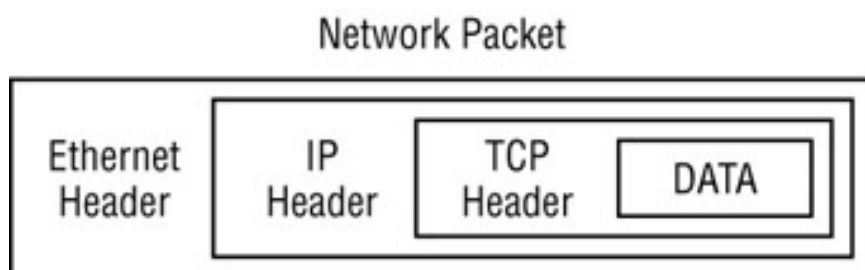 Network Packet
Ethernet
Header
IP
Header
TCP
Header
DATA